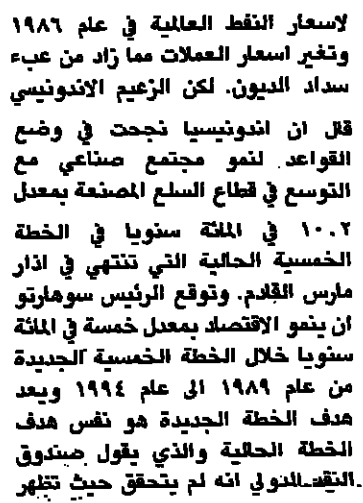 لاسعار النفط العالمية في عام ١٩٨٦
وتغير اسعار العملات مما زاد من عبء
سداد الديون. لكن الزعيم الاندونيسي
قال ان اندونيسيا نجحت في وضع
القواعد لنمو مجتمع صناعي مع
التوسع في قطاع السلع المصنعة بمعدل
١٠.٢ في المائة سنويا في الخطة
الخمسية الحالية التي تنتهي في اذار
مارس القادم. وتوقع الرئيس سوهارتو
ان ينمو الاقتصاد بمعدل خمسة في المائة
سنويا خلال الخطة الخمسية الجديدة
من عام ١٩٨٩ الى عام ١٩٩٤ ويعد
هدف الخطة الجديدة هو نفس هدف
الخطة الحالية والذي يقول صندوق
النقد الدولي انه لم يتحقق حيث تظهر